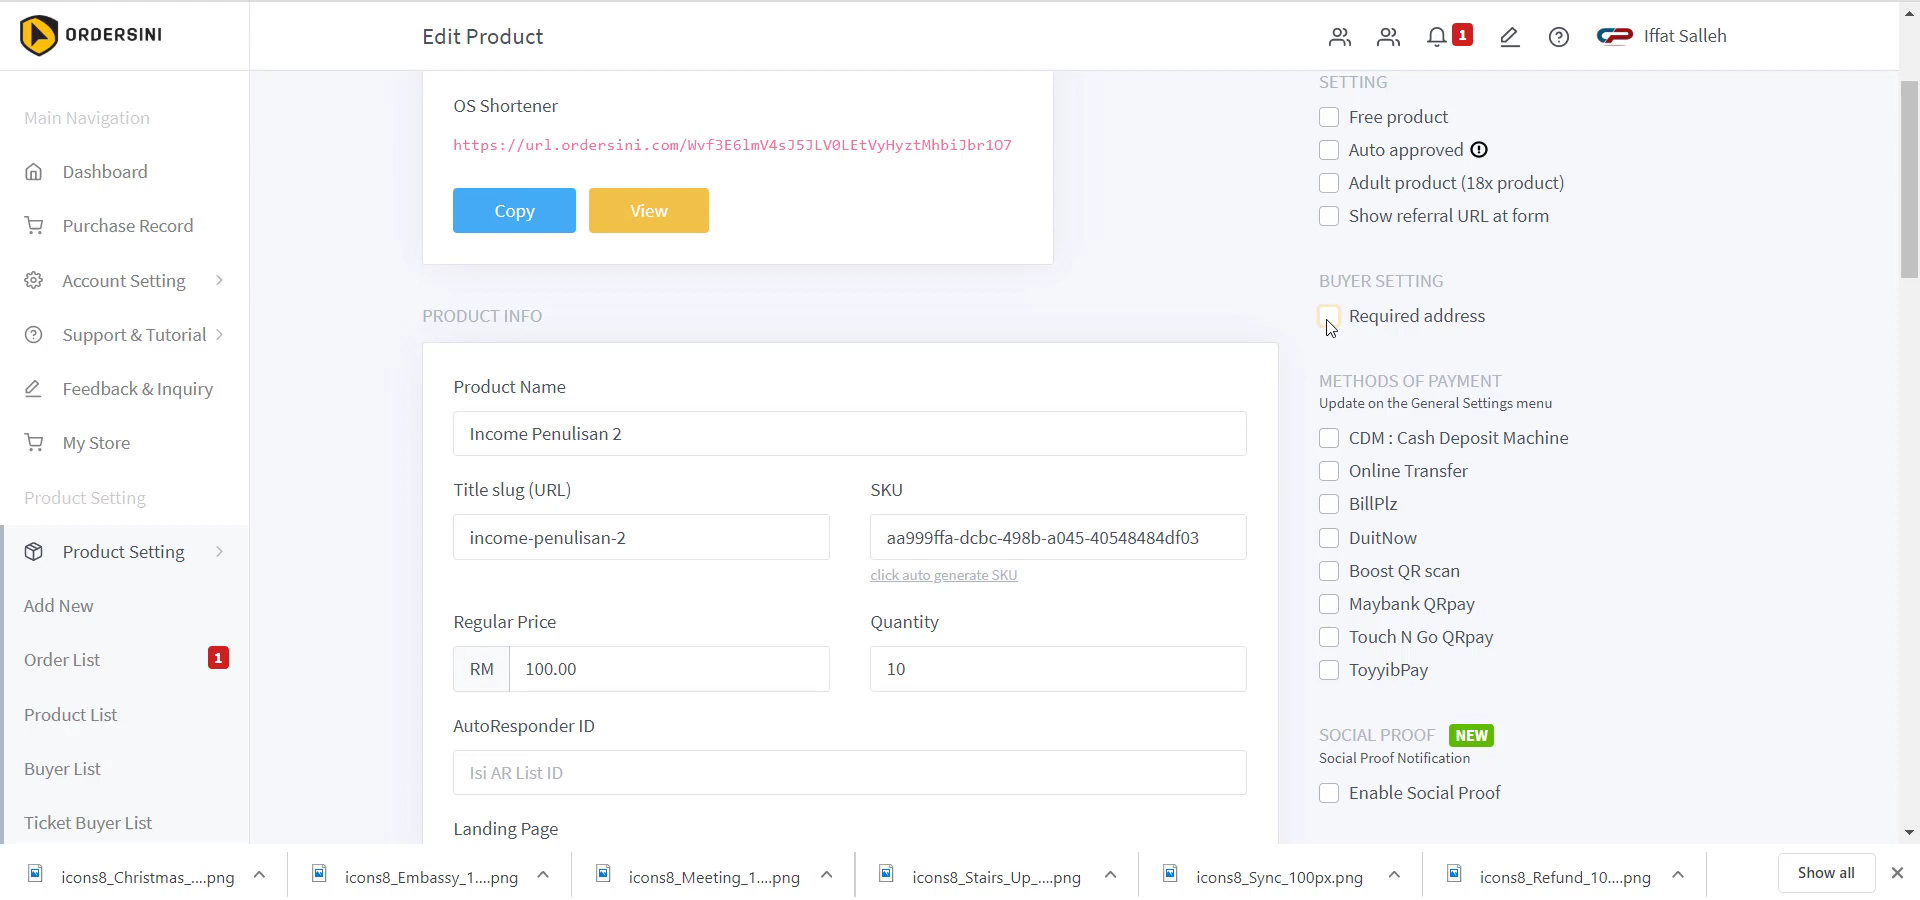 ORDERSINI
Edit Product
1
Iffat Salleh
Main Navigation
Dashboard
Purchase Record
Account Setting
Support & Tutorial
Feedback & Inquiry
My Store
Product Setting
Product Setting
Add New
Order List
1
Product List
Buyer List
Ticket Buyer List
OS Shortener
https://url.ordersini.com/Wvf3E6lmV4sJ5JLV0LEtVyHyztMhbiJbr1O7
Copy
View
PRODUCT INFO
Product Name
Income Penulisan 2
Title slug (URL)
SKU
income-penulisan-2
aa999ffa-dcbc-498b-a045-40548484df03
click auto generate SKU
Regular Price
Quantity
RM
100.00
10
AutoResponder ID
Isi AR List ID
Landing Page
SETTING
Free product
Auto approved
Adult product (18x product)
Show referral URL at form
BUYER SETTING
Required address
METHODS OF PAYMENT
Update on the General Settings menu
CDM : Cash Deposit Machine
Online Transfer
BillPlz
DuitNow
Boost QR scan
Maybank QRpay
Touch N Go QRpay
ToyyibPay
SOCIAL PROOF NEW
Social Proof Notification
Enable Social Proof
icons8_Christmas_....png
icons8_Embassy_1....png
icons8_Meeting_1....png
icons8_Stairs_Up_....png
icons8_Sync_100px.png
icons8_Refund_10....png
Show all